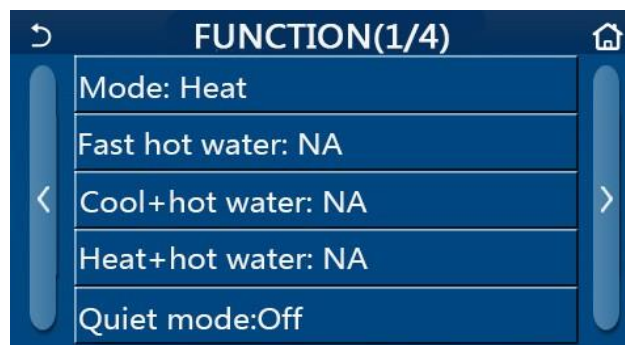 FUNCTION(1/4)
Mode: Heat
Fast hot water: NA
Cool+hot water: NA
Heat+hot water: NA
Quiet mode:Off